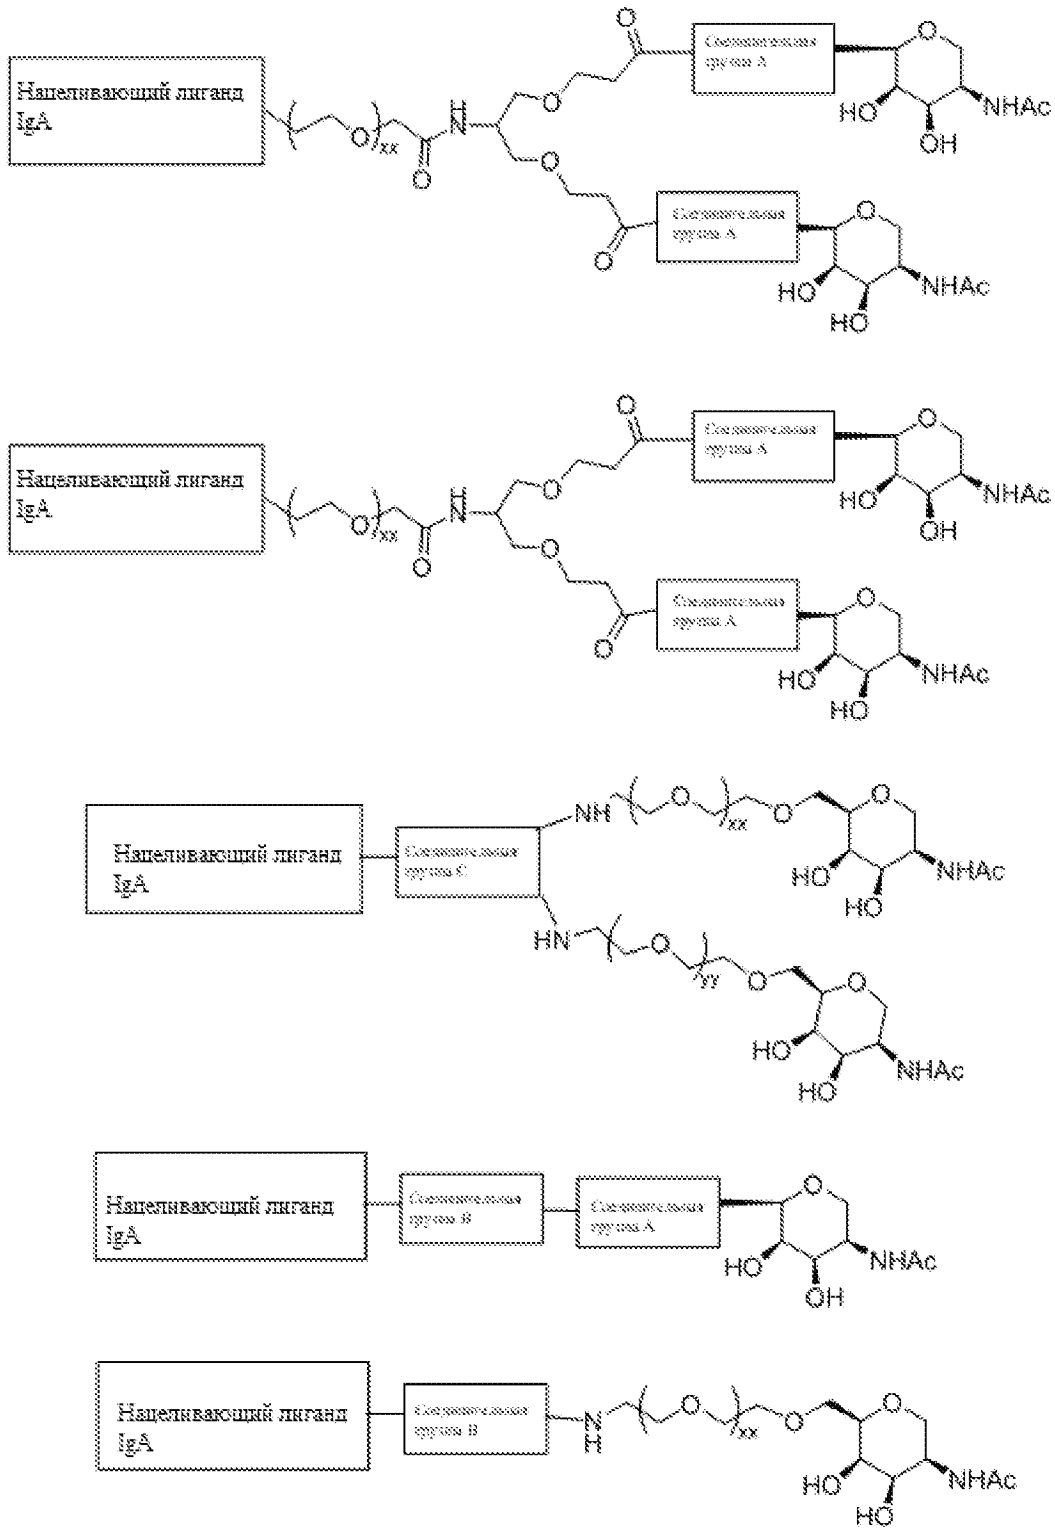 O
Соединительная
группа A
O
Нацеливающий лиганд
IgA
HO
NHAc
OH
H
N
O
O
xx
O
O
Соединительная
группа A
O
O
HO
NHAc
HO
O
Соединительная
группа A
O
Нацеливающий лиганд
IgA
HO
NHAc
OH
H
N
O
O
xx
O
O
Соединительная
группа A
O
O
HO
NHAc
HO
NH
O
xx
O
O
Нацеливающий лиганд
IgA
Соединительная
группа C
HO
NHAc
HO
HN
O
yy
O
O
HO
NHAc
HO
Нацеливающий лиганд
IgA
Соединительная
группа B
Соединительная
группа A
O
HO
NHAc
OH
Нацеливающий лиганд
IgA
Соединительная
группа B
N
H
O
xx
O
O
HO
NHAc
HO